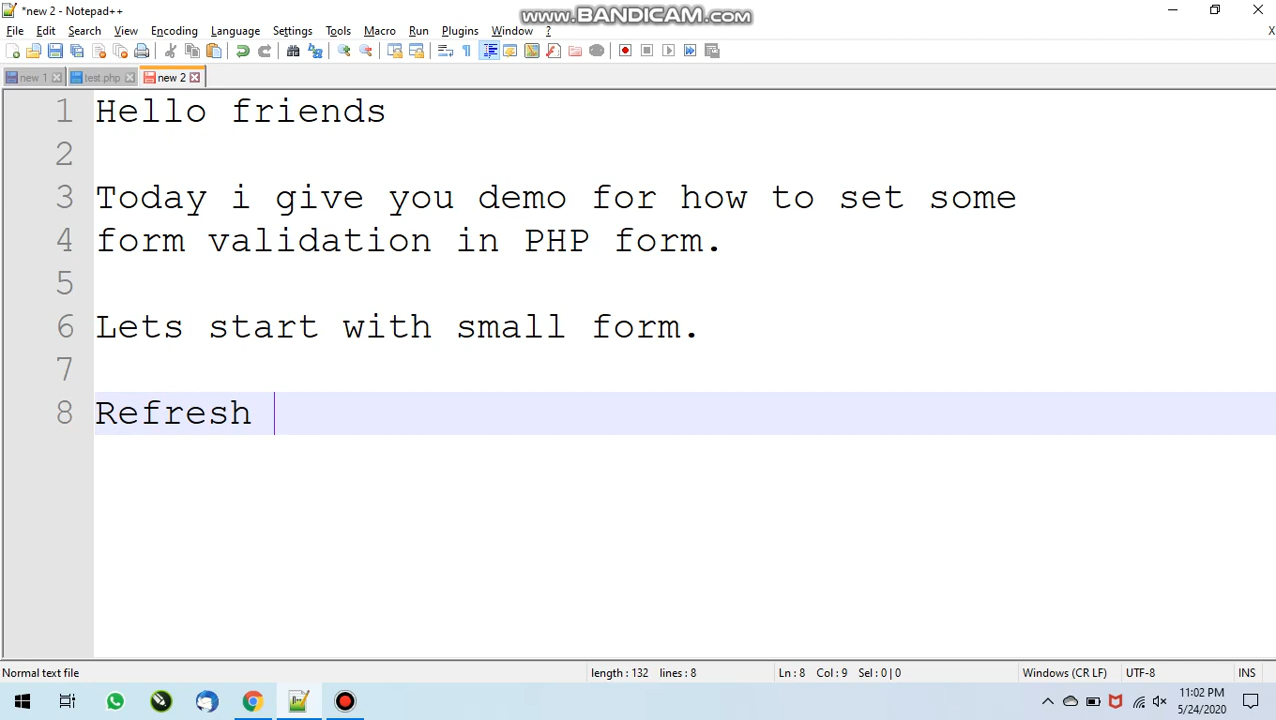 *new 2 - Notepad++
www.BANDICAM.com
File Edit Search View Encoding Language Settings Tools Macro Run Plugins Window ? X
new 1 test.php new 2
1 Hello friends
2
3 Today i give you demo for how to set some
4 form validation in PHP form.
5
6 Lets start with small form.
7
8 Refresh
Normal text file length : 132 lines : 8 Ln : 8 Col : 9 Sel : 0 | 0 Windows (CR LF) UTF-8 INS
11:02 PM
5/24/2020